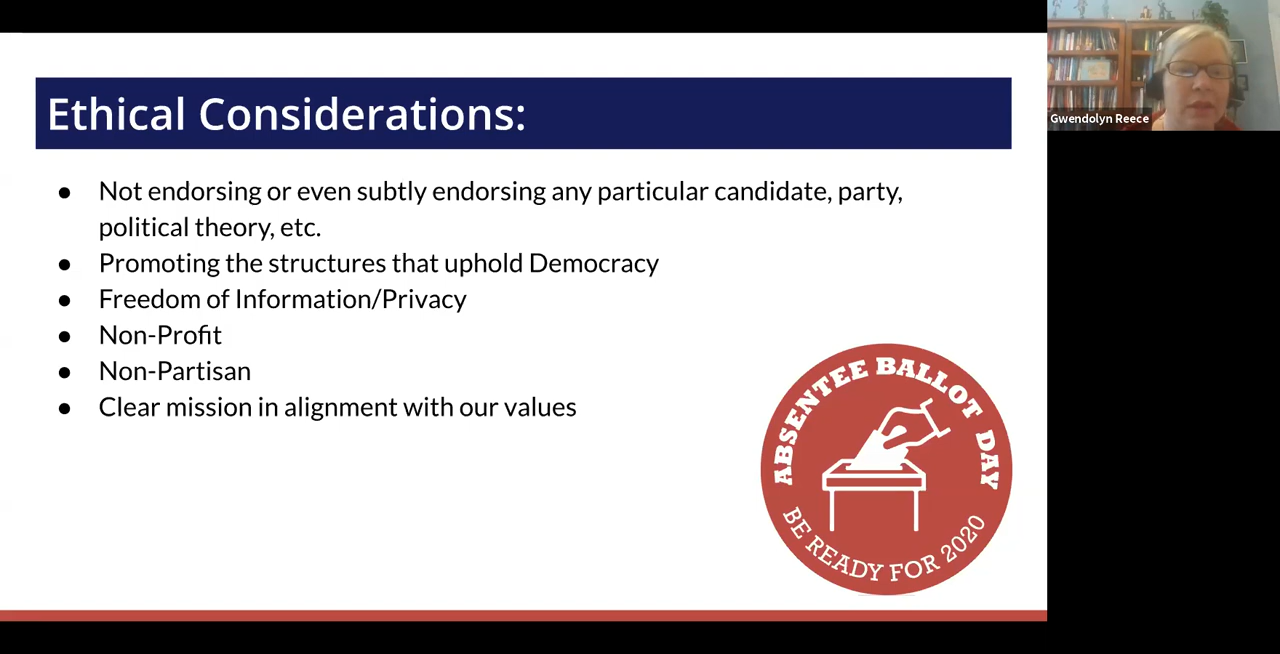 Ethical Considerations:
● Not endorsing or even subtly endorsing any particular candidate, party,
political theory, etc.
● Promoting the structures that uphold Democracy
● Freedom of Information/Privacy
● Non-Profit
● Non-Partisan
● Clear mission in alignment with our values
ABSENTEE BALLOT DAY
BE READY FOR 2020
Gwendolyn Reece